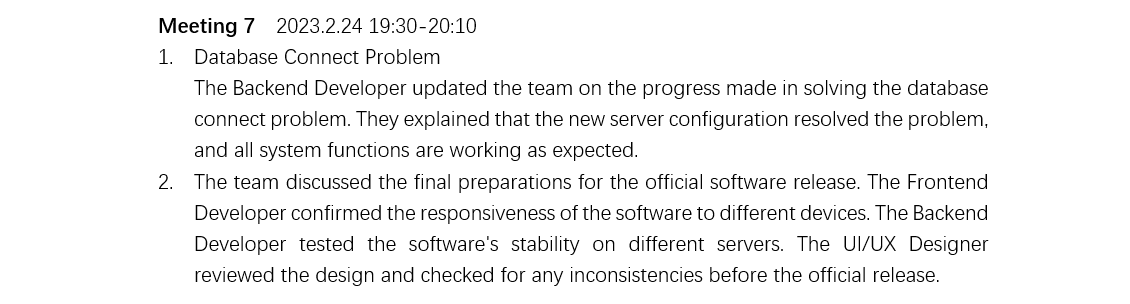 Meeting 7 2023.2.24 19:30-20:10
1. Database Connect Problem
The Backend Developer updated the team on the progress made in solving the database
connect problem. They explained that the new server configuration resolved the problem,
and all system functions are working as expected.
2. The team discussed the final preparations for the official software release. The Frontend
Developer confirmed the responsiveness of the software to different devices. The Backend
Developer tested the software's stability on different servers. The UI/UX Designer
reviewed the design and checked for any inconsistencies before the official release.